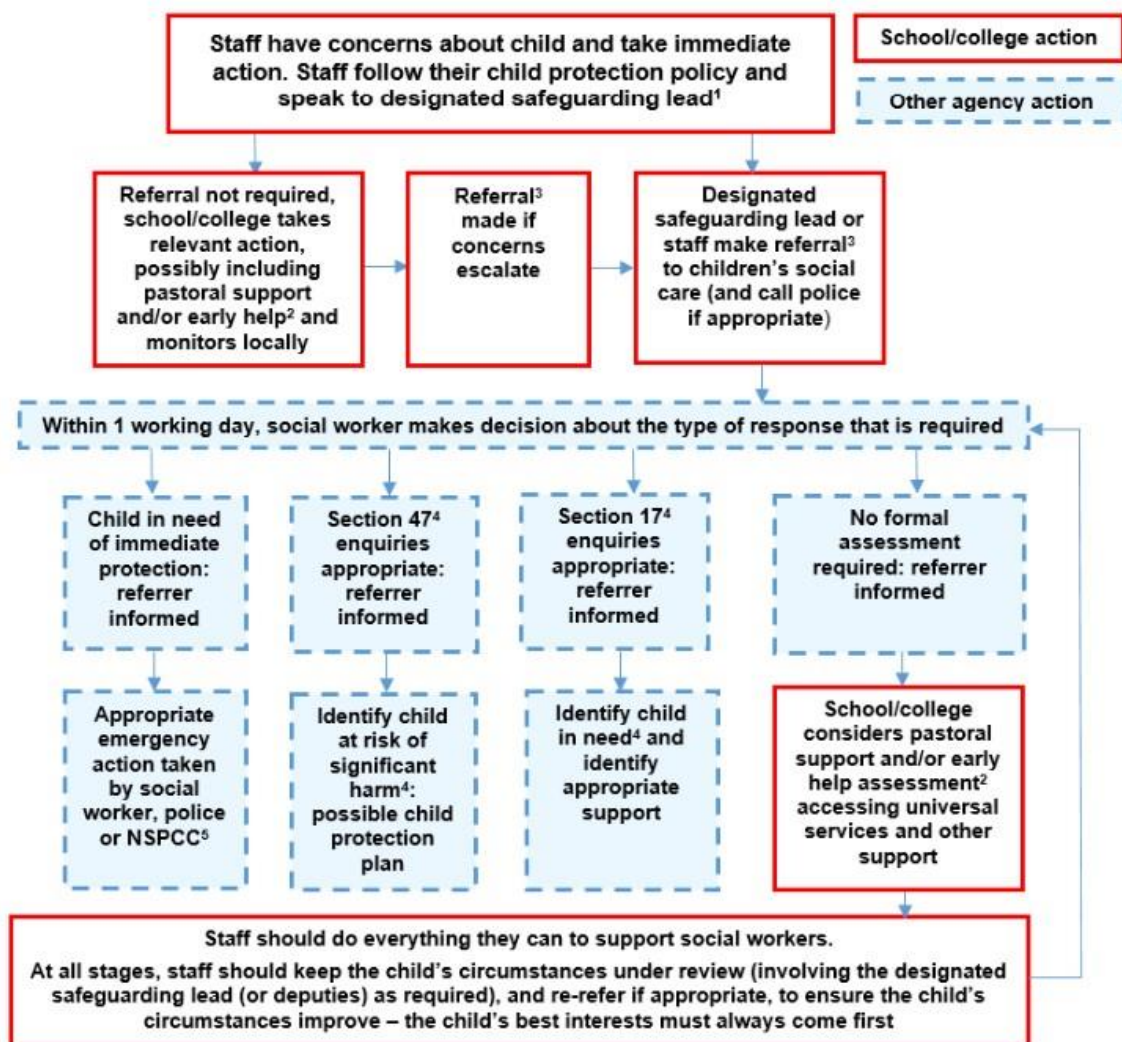 Staff have concerns about child and take immediate
action. Staff follow their child protection policy and
speak to designated safeguarding lead¹
School/college action
Other agency action
Referral not required,
school/college takes
relevant action,
possibly including
pastoral support
and/or early help² and
monitors locally
Referral³
made if
concerns
escalate
Designated
safeguarding lead or
staff make referral³
to children’s social
care (and call police
if appropriate)
Within 1 working day, social worker makes decision about the type of response that is required
Child in need
of immediate
protection:
referrer
informed
Section 47⁴
enquiries
appropriate:
referrer
informed
Section 17⁴
enquiries
appropriate:
referrer
informed
No formal
assessment
required: referrer
informed
Appropriate
emergency
action taken
by social
worker, police
or NSPCC⁵
Identify child
at risk of
significant
harm⁴:
possible child
protection
plan
Identify child
in need⁴ and
identify
appropriate
support
School/college
considers pastoral
support and/or early
help assessment²
accessing universal
services and other
support
Staff should do everything they can to support social workers.
At all stages, staff should keep the child’s circumstances under review (involving the designated
safeguarding lead (or deputies) as required), and re-refer if appropriate, to ensure the child’s
circumstances improve – the child’s best interests must always come first